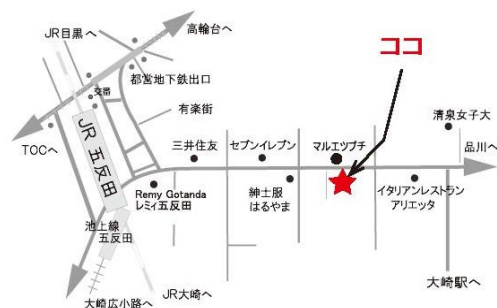 JR目黒へ
高輪台へ
ココ
交番
都営地下鉄出口
有楽街
清泉女子大
TOCへ
JR 五反田
三井住友
セブンイレブン
マルエツプチ
品川へ
Remy Gotanda
レミィ五反田
紳士服
はるやま
イタリアンレストラン
アリエッタ
池上線
五反田
大崎駅へ
JR大崎へ
大崎広小路へ